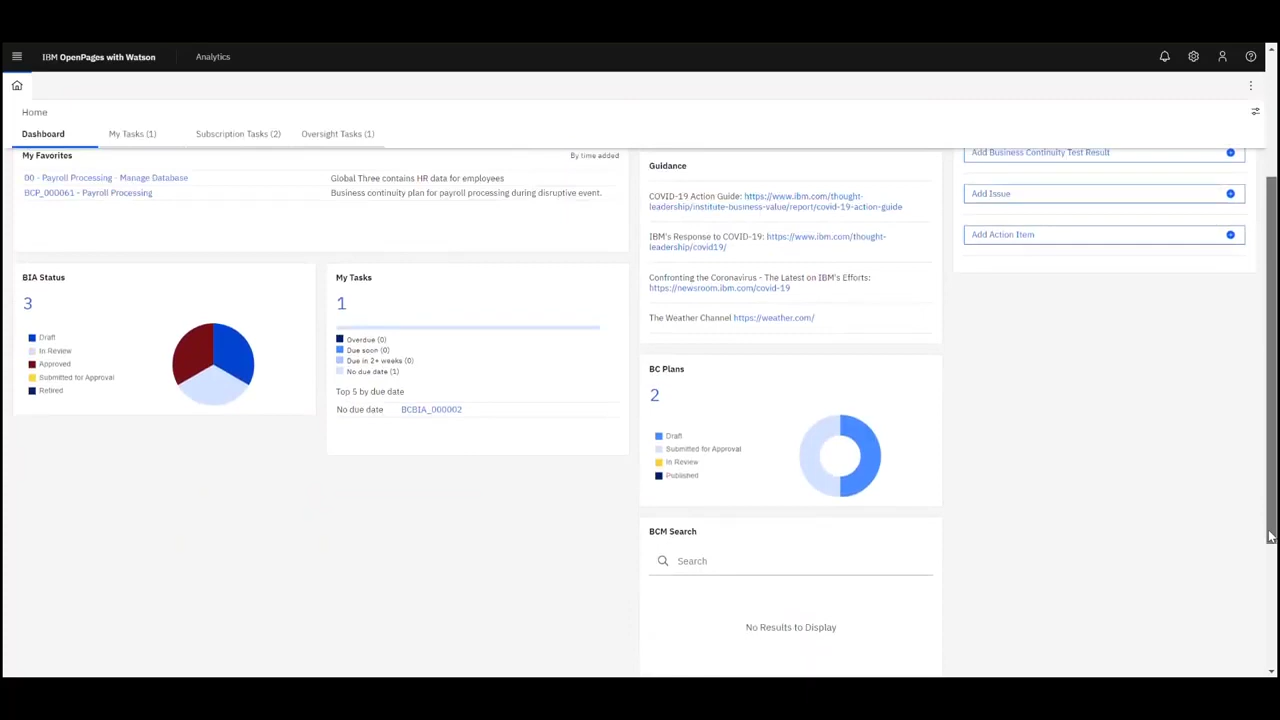 IBM OpenPages with Watson
Analytics
Home
Dashboard
My Tasks (1)
Subscription Tasks (2)
Oversight Tasks (1)
My Favorites
By time added
00 - Payroll Processing - Manage Database
Global Three contains HR data for employees
BCP_000061 - Payroll Processing
Business continuity plan for payroll processing during disruptive event.
BIA Status
3
Draft
In Review
Approved
Submitted for Approval
Retired
My Tasks
1
Overdue (0)
Due soon (0)
Due in 2+ weeks (0)
No due date (1)
Top 5 by due date
No due date BCBIA_000002
Guidance
COVID-19 Action Guide: https://www.ibm.com/thought-
leadership/institute-business-value/report/covid-19-action-guide
IBM's Response to COVID-19: https://www.ibm.com/thought-
leadership/covid19/
Confronting the Coronavirus - The Latest on IBM's Efforts:
https://newsroom.ibm.com/covid-19
The Weather Channel https://weather.com/
BC Plans
2
Draft
Submitted for Approval
In Review
Published
BCM Search
Search
No Results to Display
Add Business Continuity Test Result
Add Issue
Add Action Item